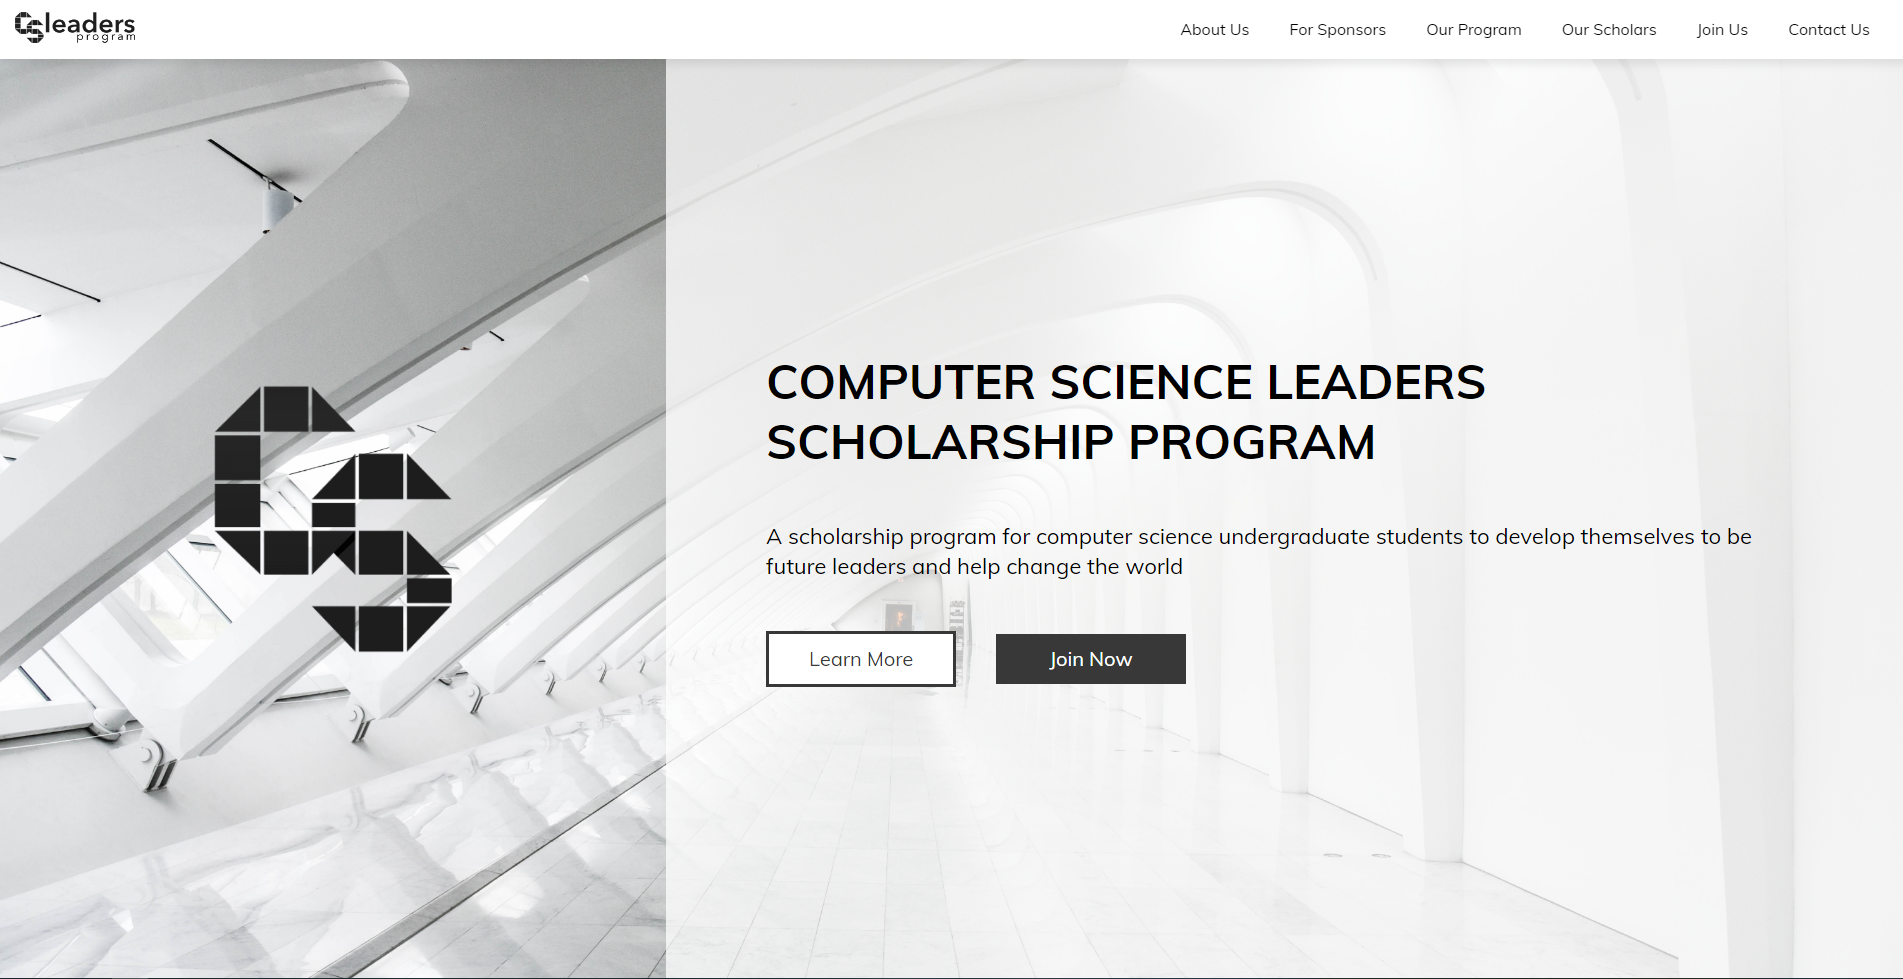 CSleaders
program
About Us
For Sponsors
Our Program
Our Scholars
Join Us
Contact Us
CS
COMPUTER SCIENCE LEADERS
SCHOLARSHIP PROGRAM
A scholarship program for computer science undergraduate students to develop themselves to be
future leaders and help change the world
Learn More
Join Now